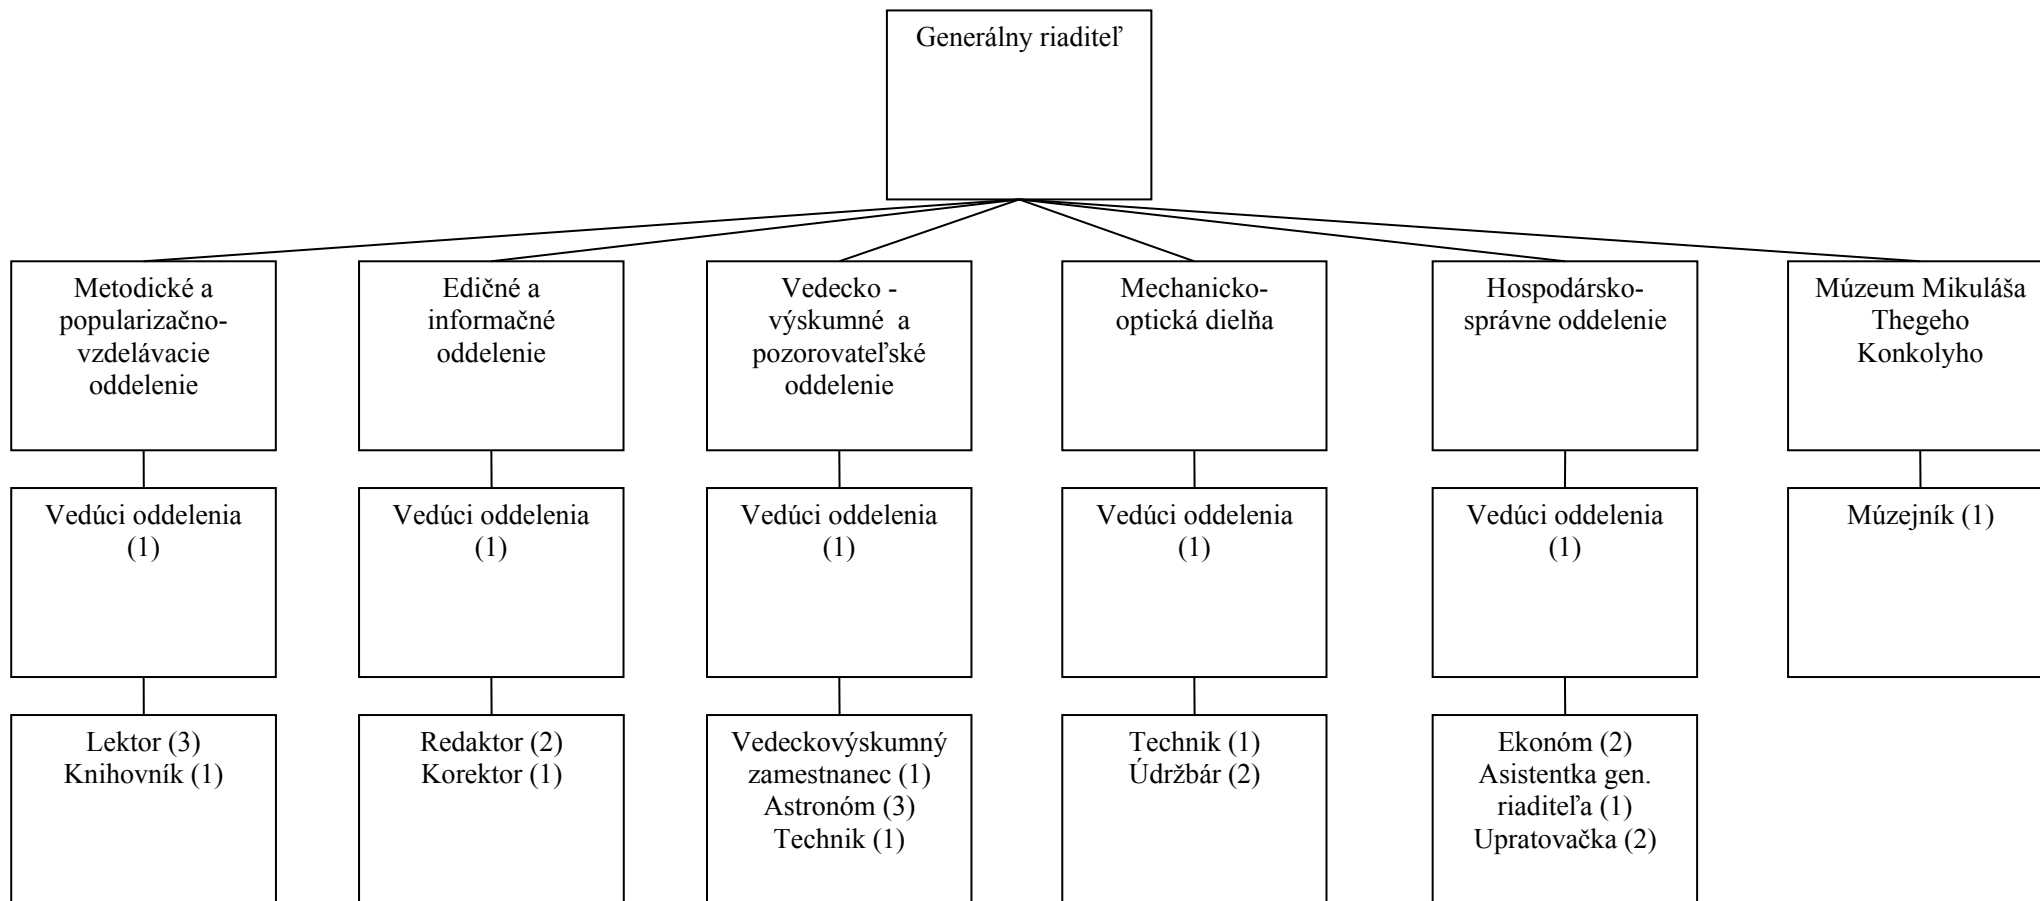 Generálny riaditeľ
Metodické a
popularizačno-
vzdelávacie
oddelenie
Edičné a
informačné
oddelenie
Vedecko -
výskumné  a
pozorovateľské
oddelenie
Mechanicko-
optická dielňa
Hospodársko-
správne oddelenie
Múzeum Mikuláša
Thegeho
Konkolyho
Vedúci oddelenia
(1)
Vedúci oddelenia
(1)
Vedúci oddelenia
(1)
Vedúci oddelenia
(1)
Vedúci oddelenia
(1)
Múzejník (1)
Lektor (3)
Knihovník (1)
Redaktor (2)
Korektor (1)
Vedeckovýskumný
zamestnanec (1)
Astronóm (3)
Technik (1)
Technik (1)
Údržbár (2)
Ekonóm (2)
Asistentka gen.
riaditeľa (1)
Upratovačka (2)